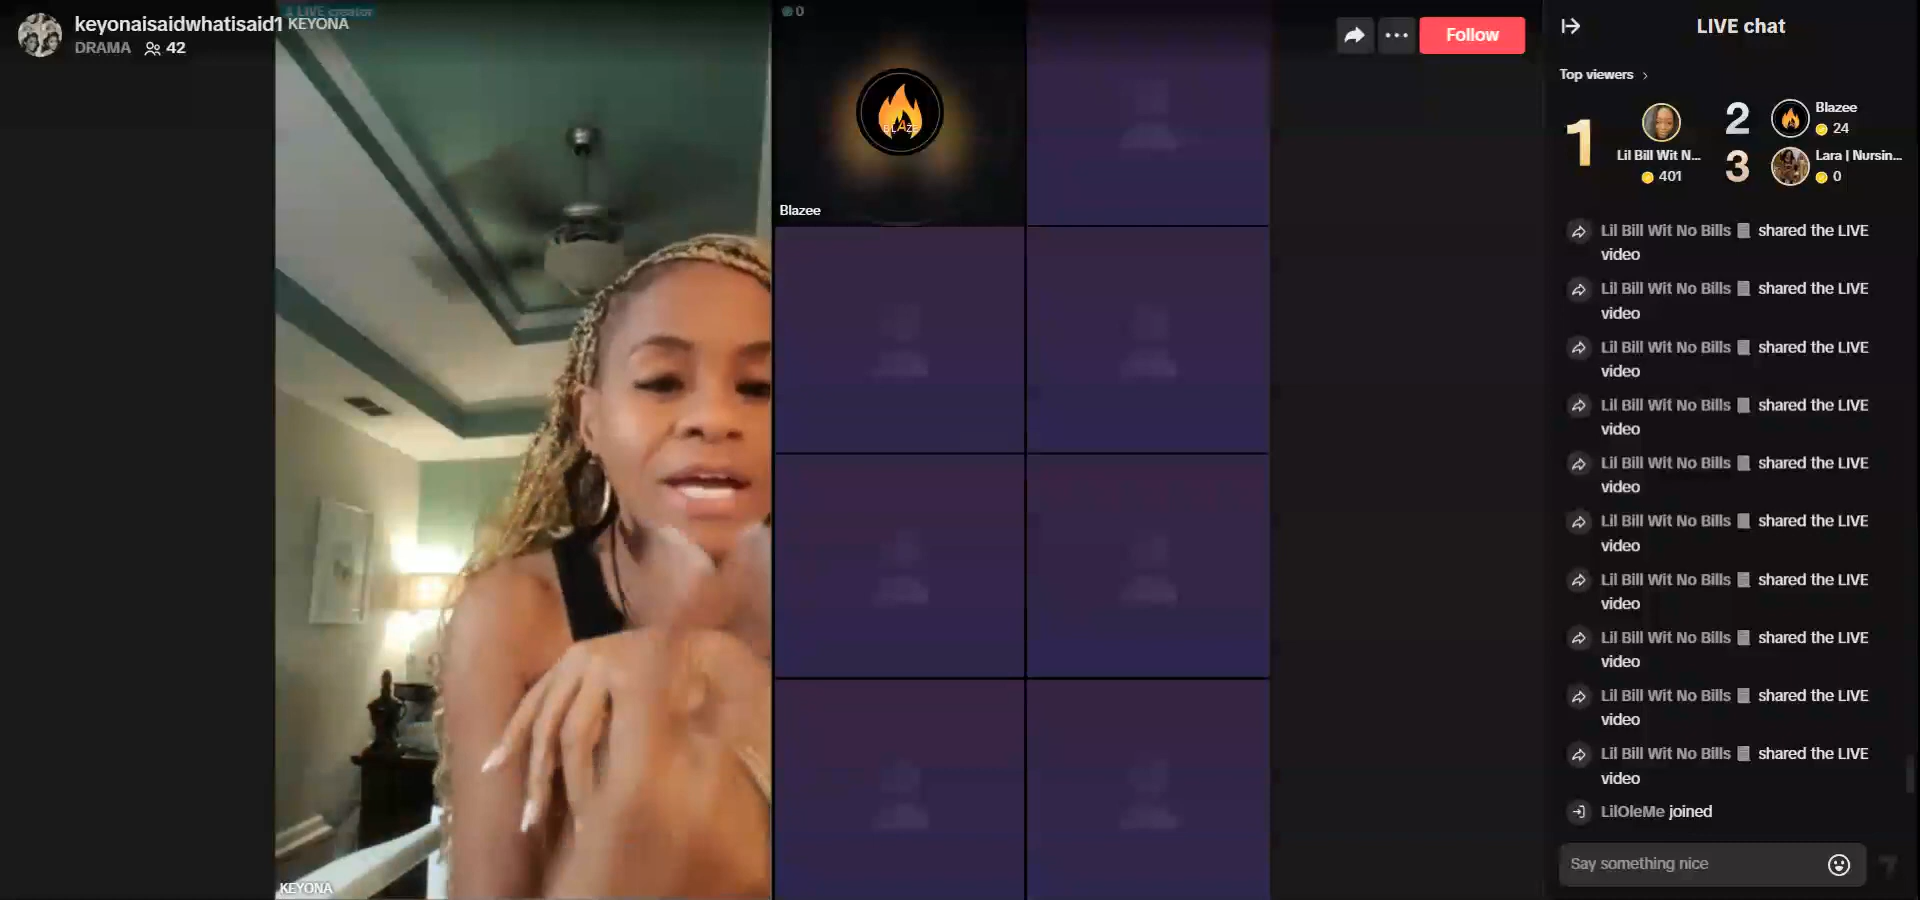 keyonaisaidwhatisaid1
DRAMA 42
LIVE creator
KEYONA
0
BLAZE
Blazee
KEYONA
Follow
LIVE chat
Top viewers
1
Lil Bill Wit N...
401
2
Blazee
24
3
Lara | Nursin...
0
Lil Bill Wit No Bills shared the LIVE
video
Lil Bill Wit No Bills shared the LIVE
video
Lil Bill Wit No Bills shared the LIVE
video
Lil Bill Wit No Bills shared the LIVE
video
Lil Bill Wit No Bills shared the LIVE
video
Lil Bill Wit No Bills shared the LIVE
video
Lil Bill Wit No Bills shared the LIVE
video
Lil Bill Wit No Bills shared the LIVE
video
Lil Bill Wit No Bills shared the LIVE
video
Lil Bill Wit No Bills shared the LIVE
video
LilOleMe joined
Say something nice